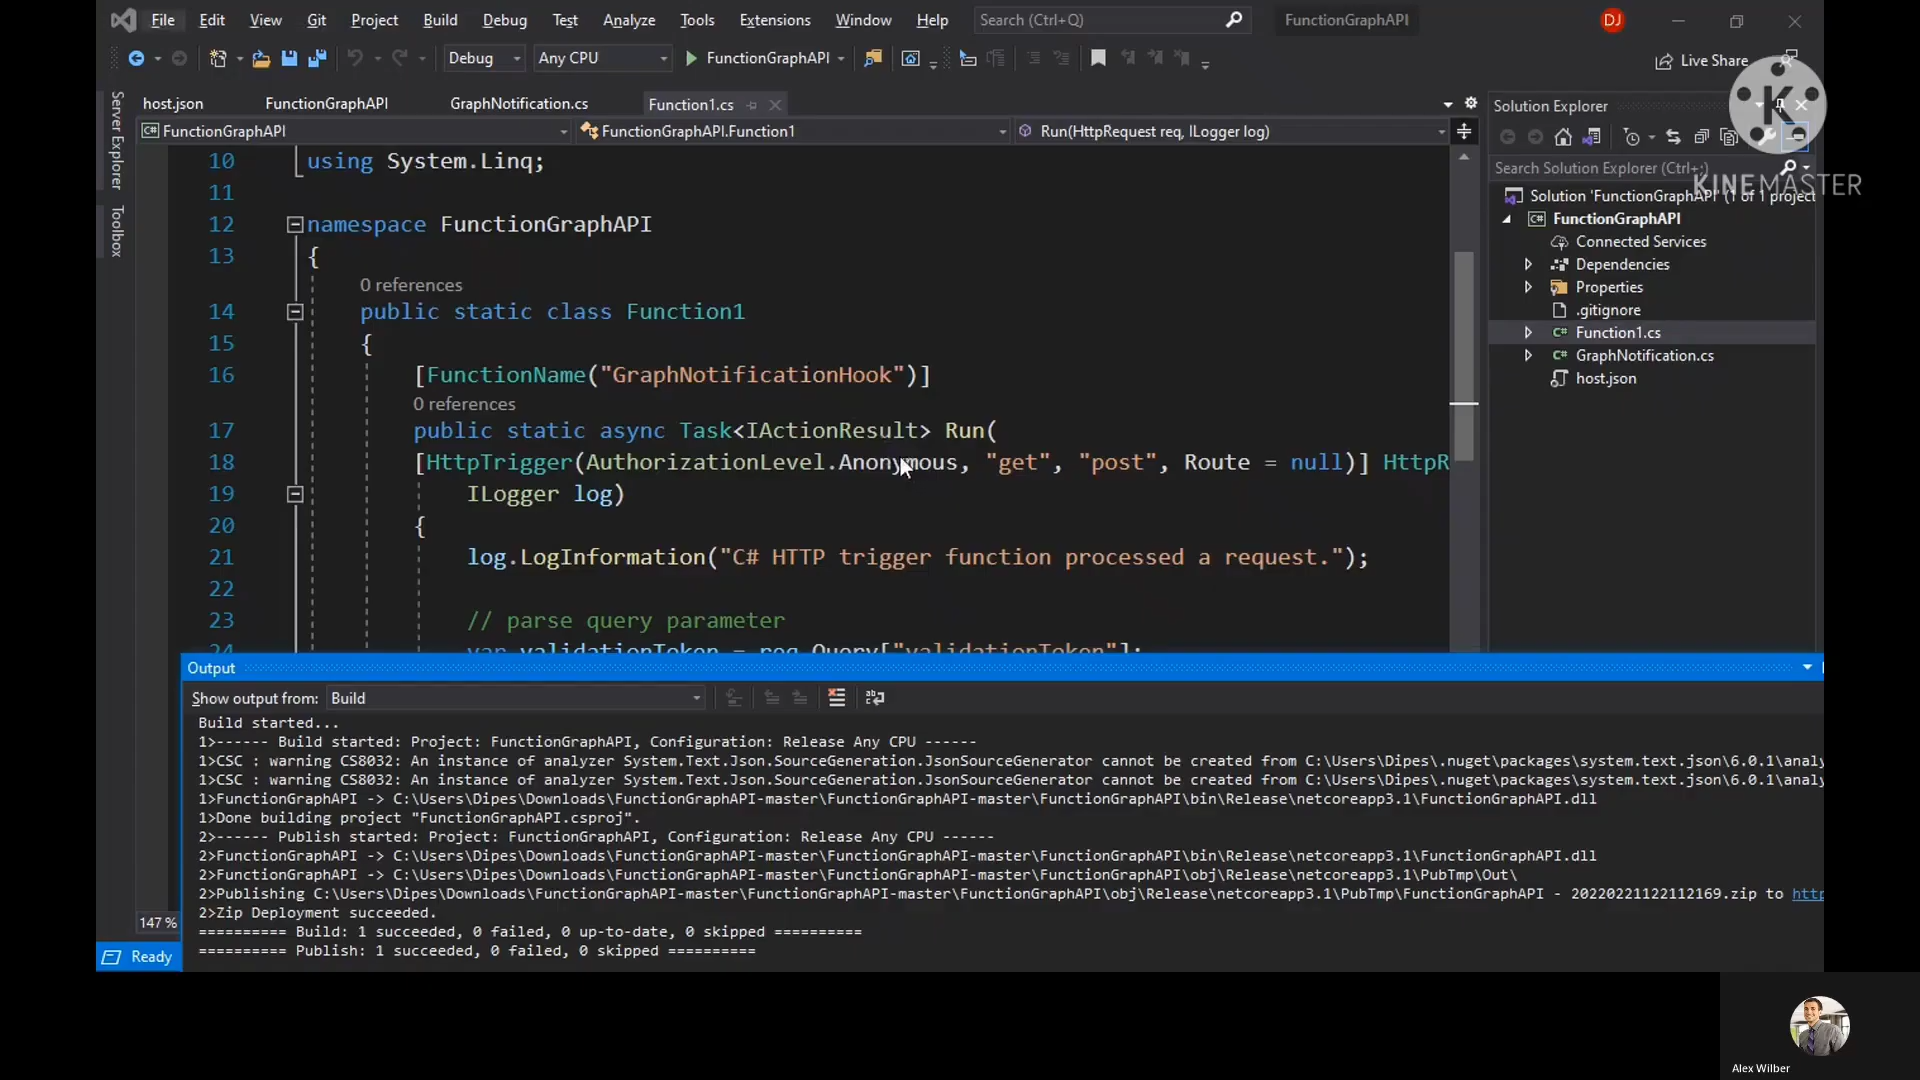 File Edit View Git Project Build Debug Test Analyze Tools Extensions Window Help Search (Ctrl+Q) FunctionGraphAPI DJ
Debug Any CPU FunctionGraphAPI Live Share
Server Explorer
Toolbox
host.json FunctionGraphAPI GraphNotification.cs Function1.cs
FunctionGraphAPI FunctionGraphAPI.Function1 Run(HttpRequest req, ILogger log)
10 using System.Linq;
11
12 namespace FunctionGraphAPI
13 {
0 references
14 public static class Function1
15 {
16 [FunctionName("GraphNotificationHook")]
0 references
17 public static async Task<IActionResult> Run(
18 [HttpTrigger(AuthorizationLevel.Anonymous, "get", "post", Route = null)] HttpR
19 ILogger log)
20 {
21 log.LogInformation("C# HTTP trigger function processed a request.");
22
23 // parse query parameter
24 var validationToken = req.Query["validationToken"];
147 %
Ready
Solution Explorer
Search Solution Explorer (Ctrl+;)
K
KINEMASTER
Solution 'FunctionGraphAPI' (1 of 1 project
FunctionGraphAPI
Connected Services
Dependencies
Properties
.gitignore
Function1.cs
GraphNotification.cs
host.json
Output
Show output from: Build
Build started...
1>------ Build started: Project: FunctionGraphAPI, Configuration: Release Any CPU ------
1>CSC : warning CS8032: An instance of analyzer System.Text.Json.SourceGeneration.JsonSourceGenerator cannot be created from C:\Users\Dipes\.nuget\packages\system.text.json\6.0.1\analy
1>CSC : warning CS8032: An instance of analyzer System.Text.Json.SourceGeneration.JsonSourceGenerator cannot be created from C:\Users\Dipes\.nuget\packages\system.text.json\6.0.1\analy
1>FunctionGraphAPI -> C:\Users\Dipes\Downloads\FunctionGraphAPI-master\FunctionGraphAPI-master\FunctionGraphAPI\bin\Release\netcoreapp3.1\FunctionGraphAPI.dll
1>Done building project "FunctionGraphAPI.csproj".
2>------ Publish started: Project: FunctionGraphAPI, Configuration: Release Any CPU ------
2>FunctionGraphAPI -> C:\Users\Dipes\Downloads\FunctionGraphAPI-master\FunctionGraphAPI-master\FunctionGraphAPI\bin\Release\netcoreapp3.1\FunctionGraphAPI.dll
2>FunctionGraphAPI -> C:\Users\Dipes\Downloads\FunctionGraphAPI-master\FunctionGraphAPI-master\FunctionGraphAPI\obj\Release\netcoreapp3.1\PubTmp\Out\
2>Publishing C:\Users\Dipes\Downloads\FunctionGraphAPI-master\FunctionGraphAPI-master\FunctionGraphAPI\obj\Release\netcoreapp3.1\PubTmp\FunctionGraphAPI - 20220221122112169.zip to http
2>Zip Deployment succeeded.
========== Build: 1 succeeded, 0 failed, 0 up-to-date, 0 skipped ==========
========== Publish: 1 succeeded, 0 failed, 0 skipped ==========
Alex Wilber